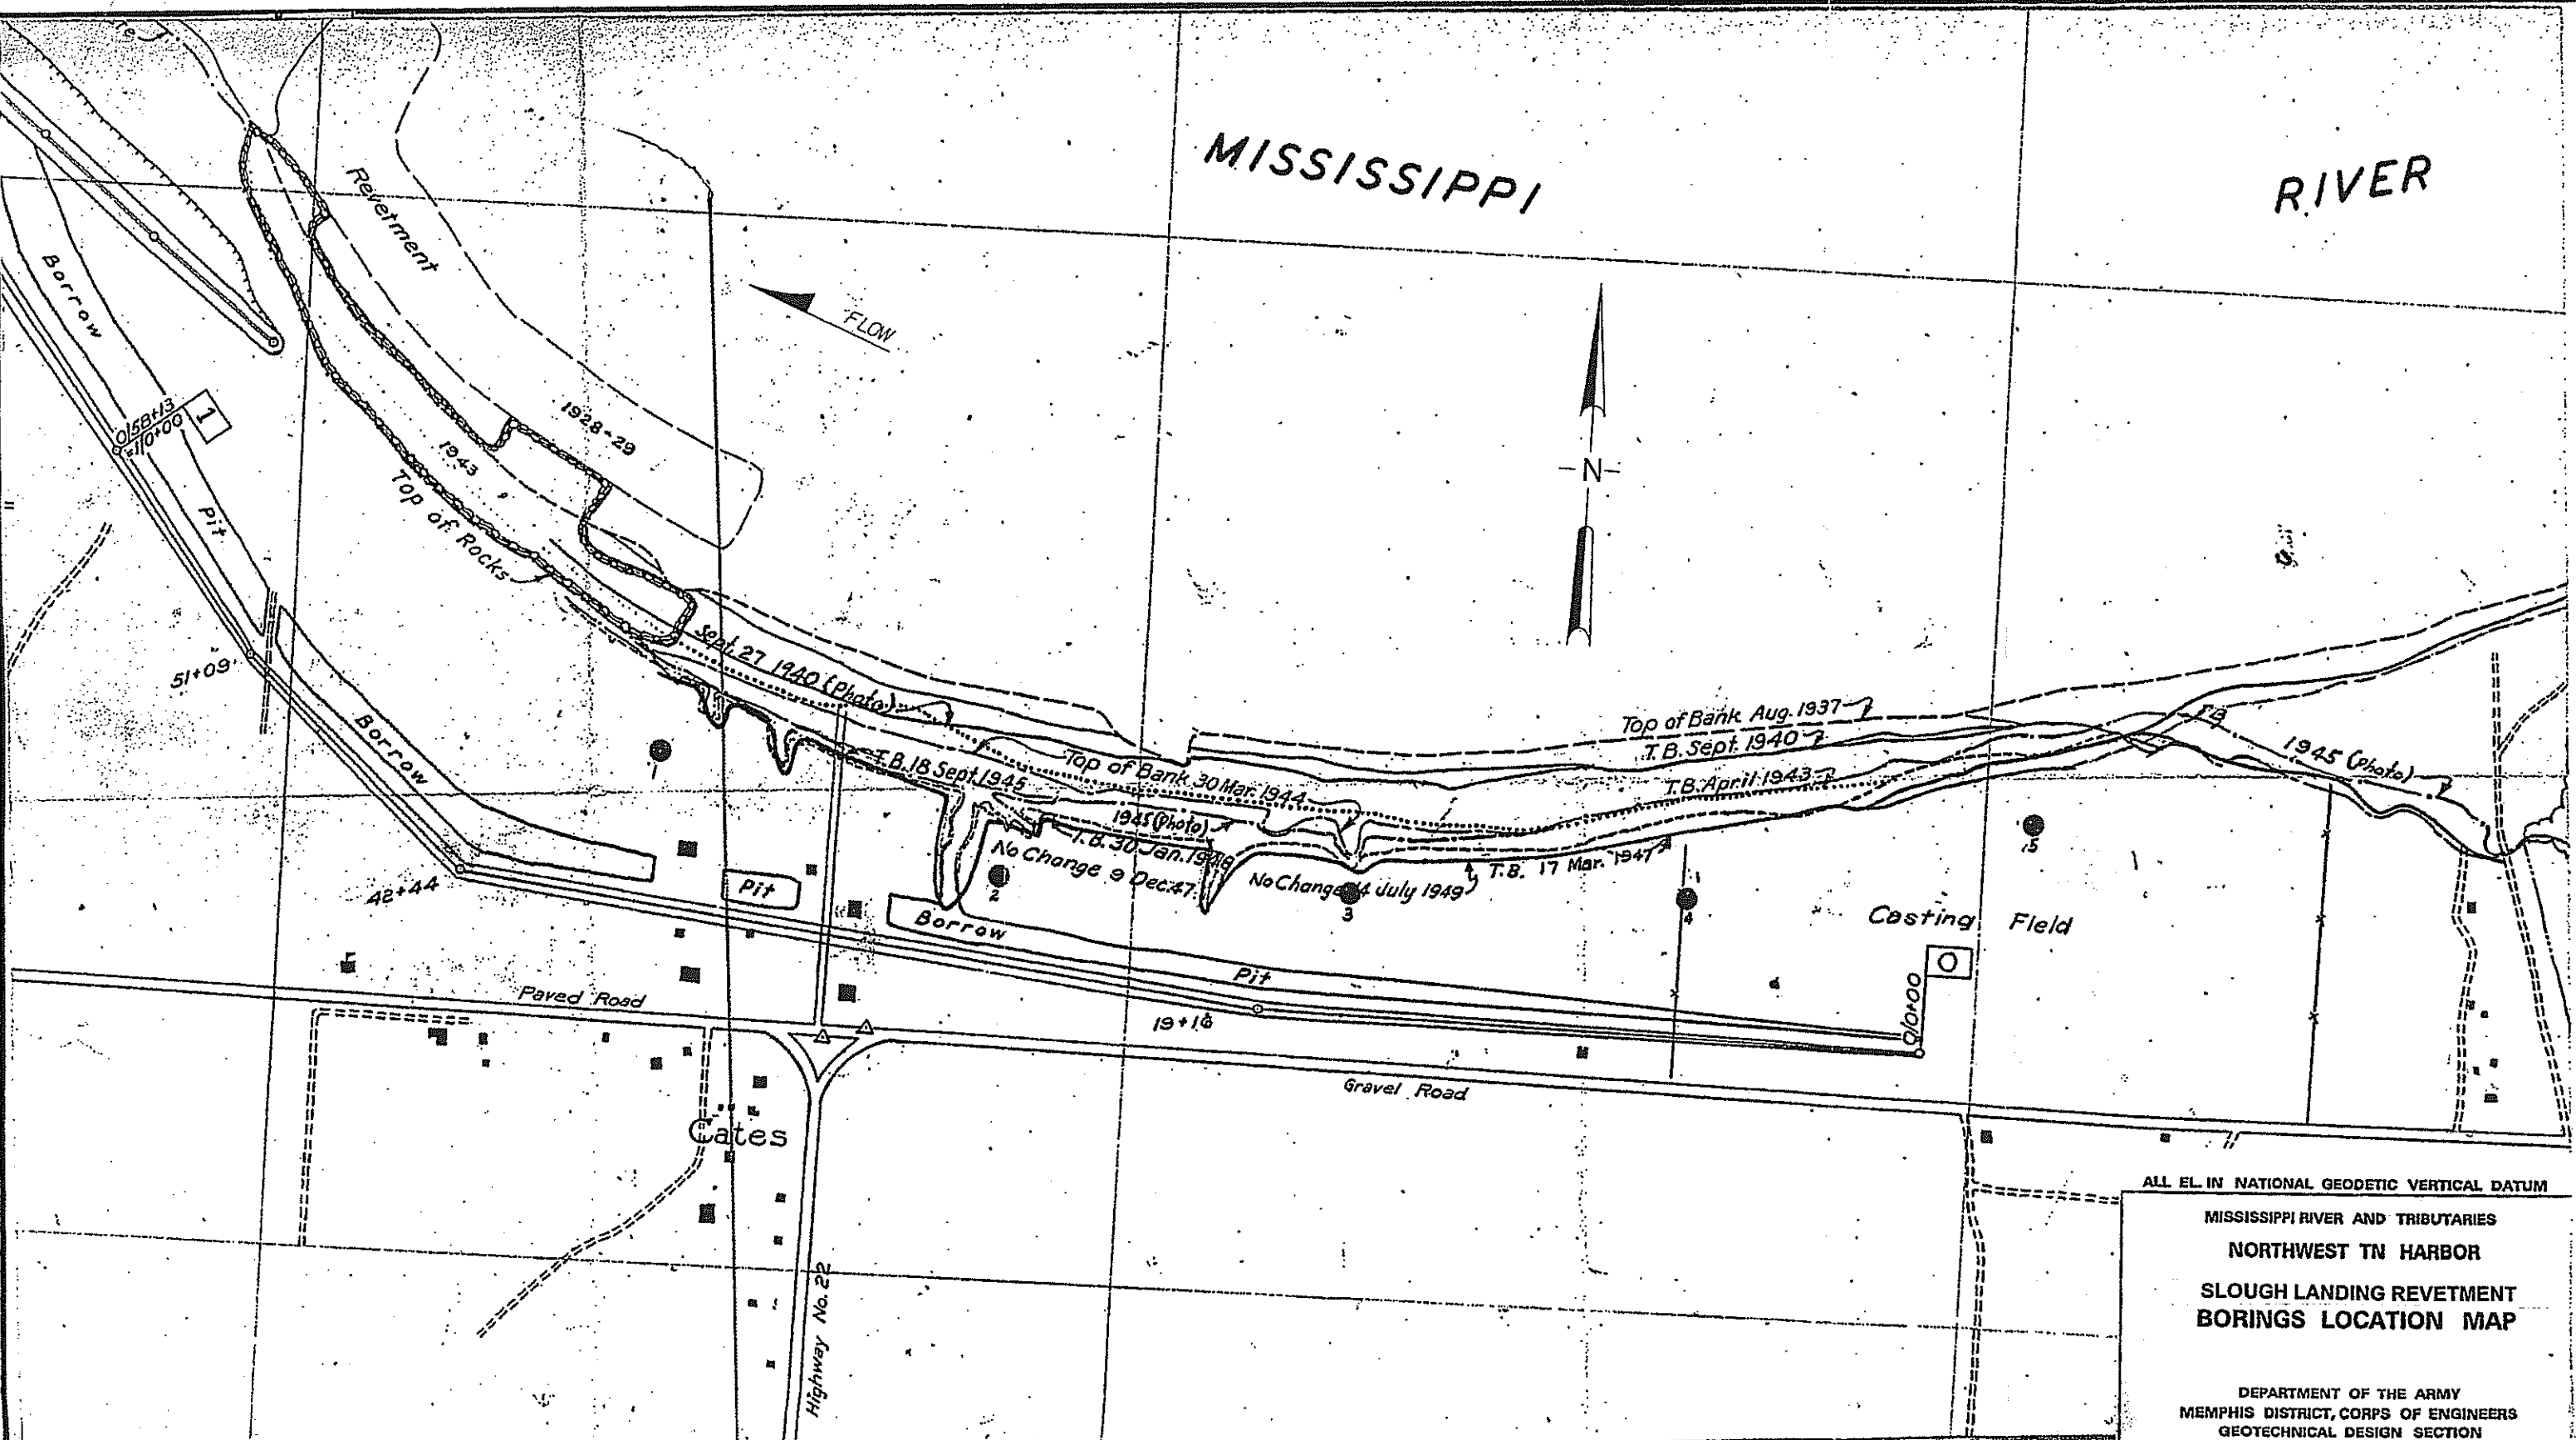 MISSISSIPPI RIVER
Revetment
Borrow
FLOW
0/58+13
-1/0+00
1
1928-29
1943
-N-
Top of Rocks
Pit
51+09
Sept. 27 1940 (Photo)
Top of Bank Aug. 1937
T.B. Sept. 1940
Borrow
1945 (Photo)
T.B. 18 Sept. 1945
Top of Bank 30 Mar. 1944
T.B. April 1943
1945 (Photo)
T.B. 30 Jan. 1948
No Change 9 Dec. 47
No Change 14 July 1949
T.B. 17 Mar. 1947
1
2
3
4
5
42+44
Pit
Borrow
Pit
Casting Field
O
0/0+00
Paved Road
19+16
Gravel Road
Cates
Highway No. 22
ALL EL. IN NATIONAL GEODETIC VERTICAL DATUM
MISSISSIPPI RIVER AND TRIBUTARIES
NORTHWEST TN HARBOR
SLOUGH LANDING REVETMENT
BORINGS LOCATION MAP
DEPARTMENT OF THE ARMY
MEMPHIS DISTRICT, CORPS OF ENGINEERS
GEOTECHNICAL DESIGN SECTION